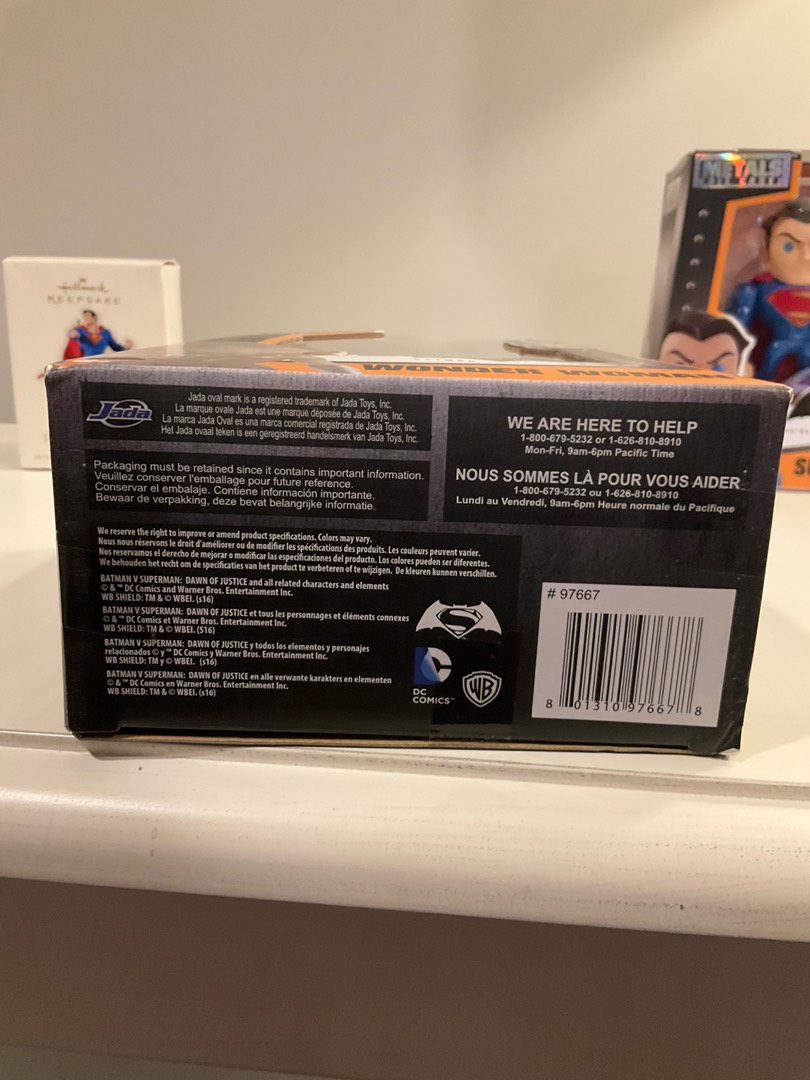 Hallmark
KEEPSAKE
METALS
WONDER WOMAN
Jada
Jada oval mark is a registered trademark of Jada Toys, Inc.
La marque ovale Jada est une marque déposée de Jada Toys, Inc.
La marca Jada Oval es una marca comercial registrada de Jada Toys, Inc.
Het Jada ovaal teken is een geregistreerd handelsmerk van Jada Toys, Inc.
Packaging must be retained since it contains important information.
Veuillez conserver l'emballage pour future reference.
Conservar el embalaje. Contiene información importante.
Bewaar de verpakking, deze bevat belangrijke informatie.
WE ARE HERE TO HELP
1-800-679-5232 or 1-626-810-8910
Mon-Fri, 9am-6pm Pacific Time
NOUS SOMMES LÀ POUR VOUS AIDER
1-800-679-5232 ou 1-626-810-8910
Lundi au Vendredi, 9am-6pm Heure normale du Pacifique
We reserve the right to improve or amend product specifications. Colors may vary.
Nous nous réservons le droit d'améliorer ou de modifier les spécifications des produits. Les couleurs peuvent varier.
Nos reservamos el derecho de mejorar o modificar las especificaciones del producto. Los colores pueden ser diferentes.
We behouden het recht om de specificaties van het product te verbeteren of te wijzigen. De kleuren kunnen verschillen.
BATMAN V SUPERMAN: DAWN OF JUSTICE and all related characters and elements
© & ™ DC Comics and Warner Bros. Entertainment Inc.
WB SHIELD: TM & © WBEI. (s16)
BATMAN V SUPERMAN: DAWN OF JUSTICE et tous les personnages et éléments connexes
© & ™ DC Comics et Warner Bros. Entertainment Inc.
WB SHIELD: TM & © WBEI. (S16)
BATMAN V SUPERMAN: DAWN OF JUSTICE y todos los elementos y personajes
relacionados © y ™ DC Comics y Warner Bros. Entertainment Inc.
WB SHIELD: TM y © WBEI. (s16)
BATMAN V SUPERMAN: DAWN OF JUSTICE en alle verwante karakters en elementen
© & ™ DC Comics en Warner Bros. Entertainment Inc.
WB SHIELD: TM & © WBEI. (s16)
DC
COMICS™
WB
# 97667
8 01310 97667 8